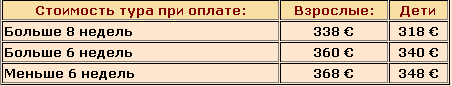 Стоимость тура при оплате: Взрослые: Дети
Больше 8 недель 338 € 318 €
Больше 6 недель 360 € 340 €
Меньше 6 недель 368 € 348 €